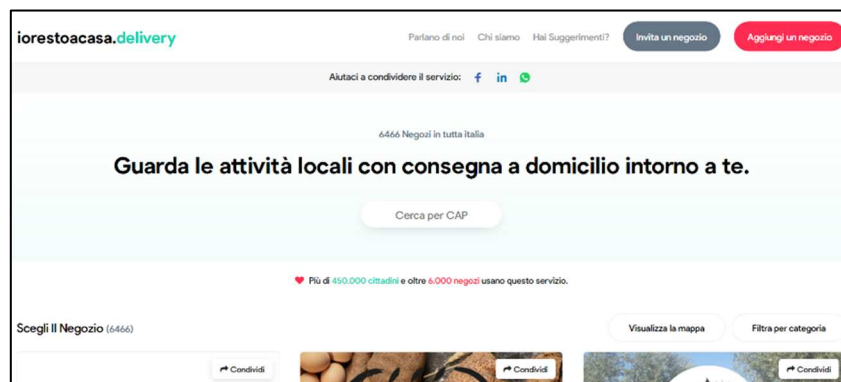 iorestoacasa.delivery Parlano di noi Chi siamo Hai Suggerimenti? Invita un negozio Aggiungi un negozio
Aiutaci a condividere il servizio:
6466 Negozi in tutta italia
Guarda le attività locali con consegna a domicilio intorno a te.
Cerca per CAP
Più di 450.000 cittadini e oltre 6.000 negozi usano questo servizio.
Scegli Il Negozio (6466) Visualizza la mappa Filtra per categoria
Condividi Condividi Condividi